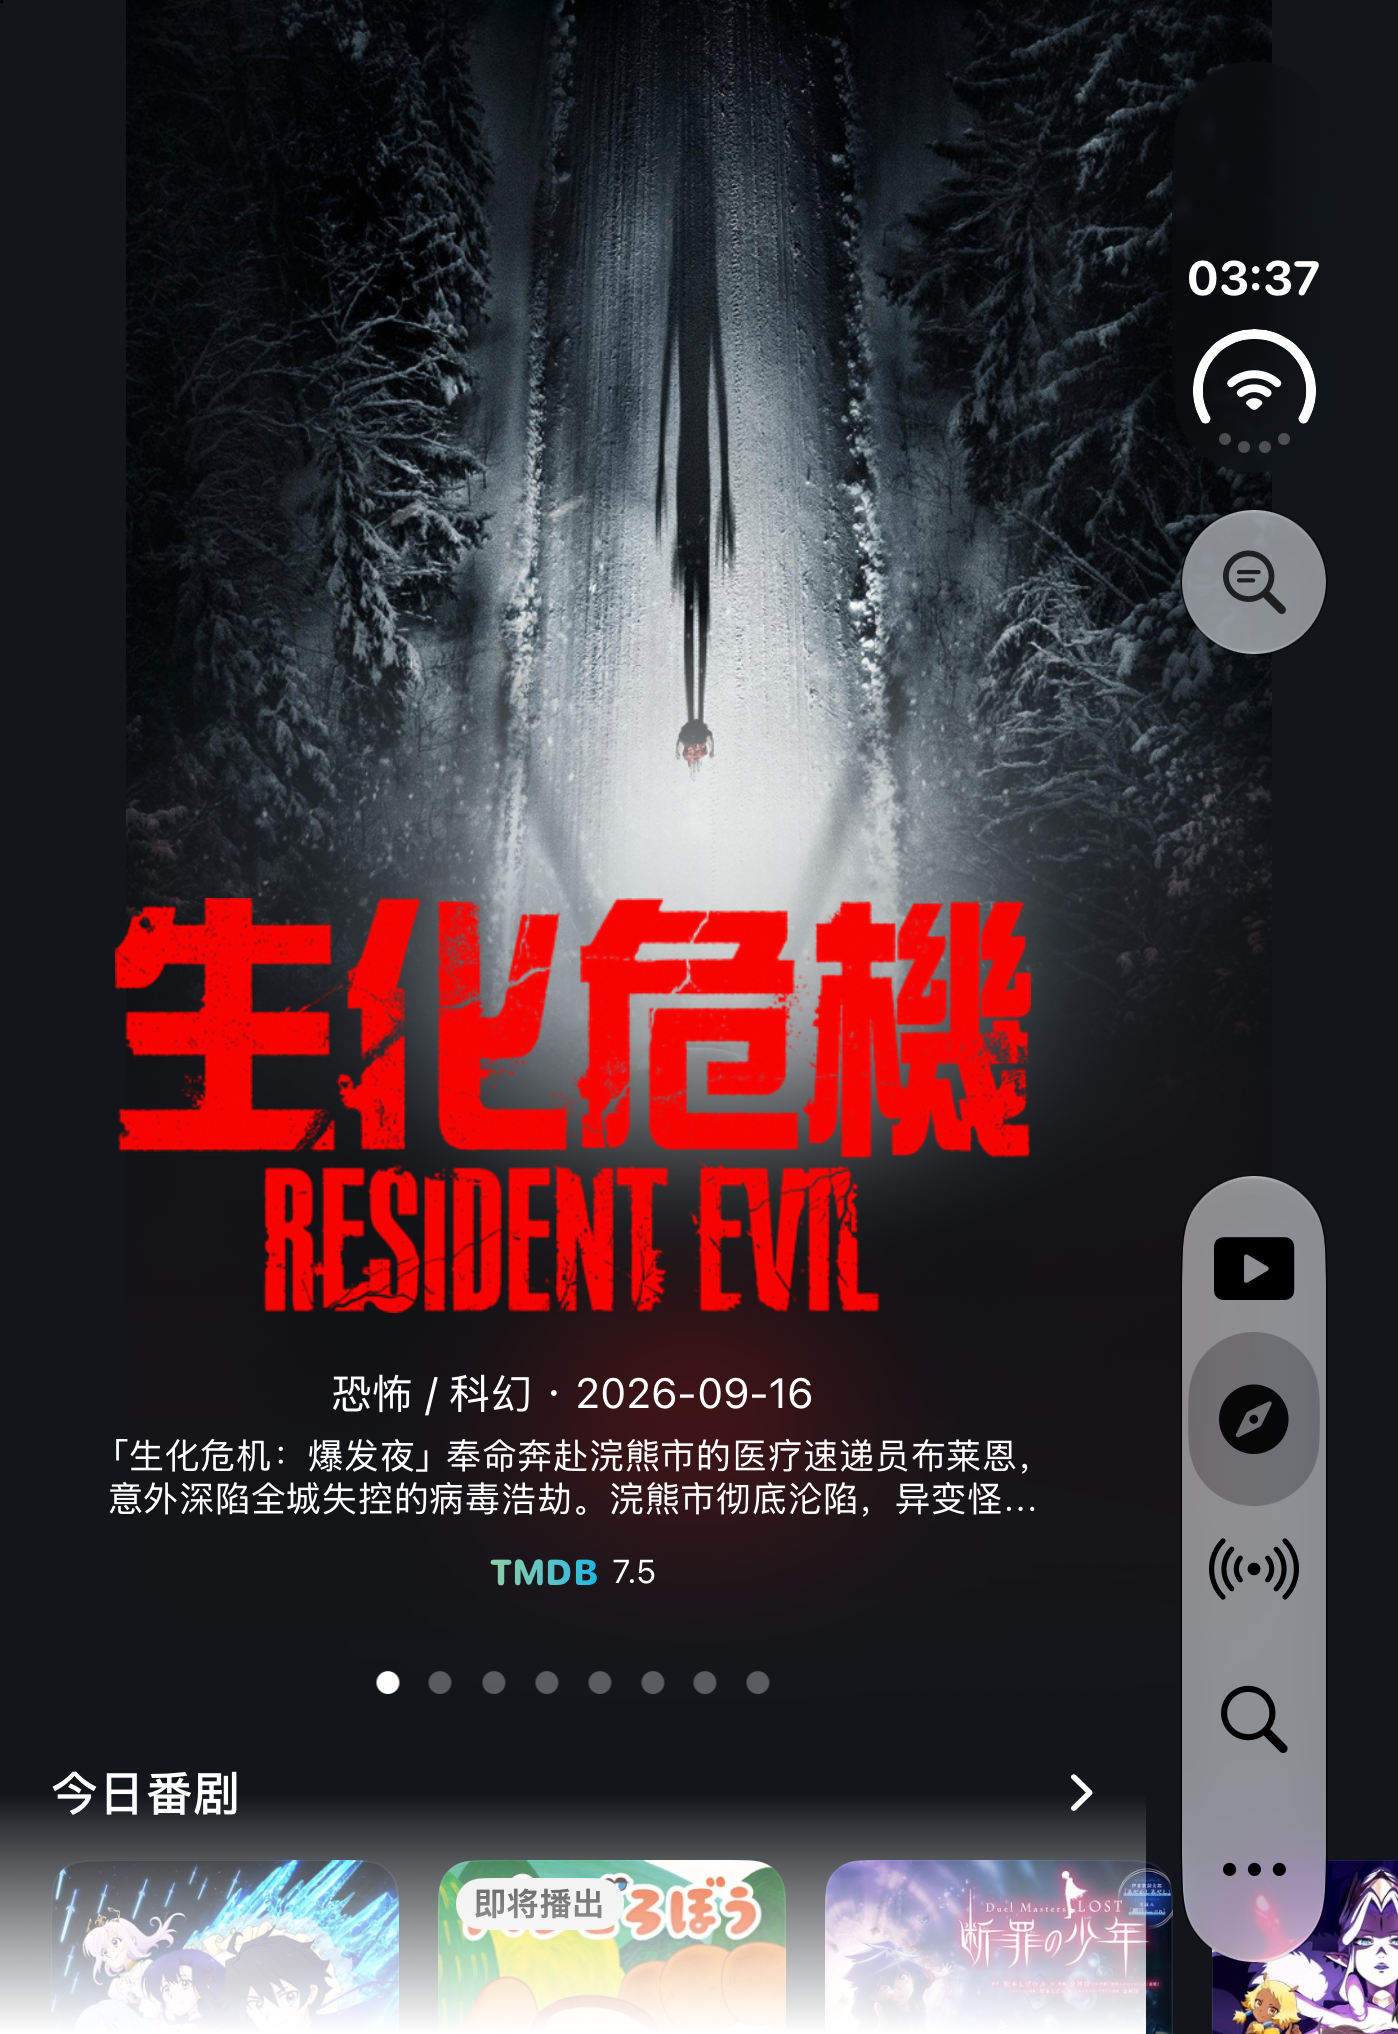 03:37
生化危機
RESIDENT EVIL
恐怖 / 科幻 · 2026-09-16
「生化危机：爆发夜」奉命奔赴浣熊市的医疗速递员布莱恩，
意外深陷全城失控的病毒浩劫。浣熊市彻底沦陷，异变怪...
TMDB 7.5
今日番剧
即将播出
ろぼう
Duel Masters LOST
断罪の少年